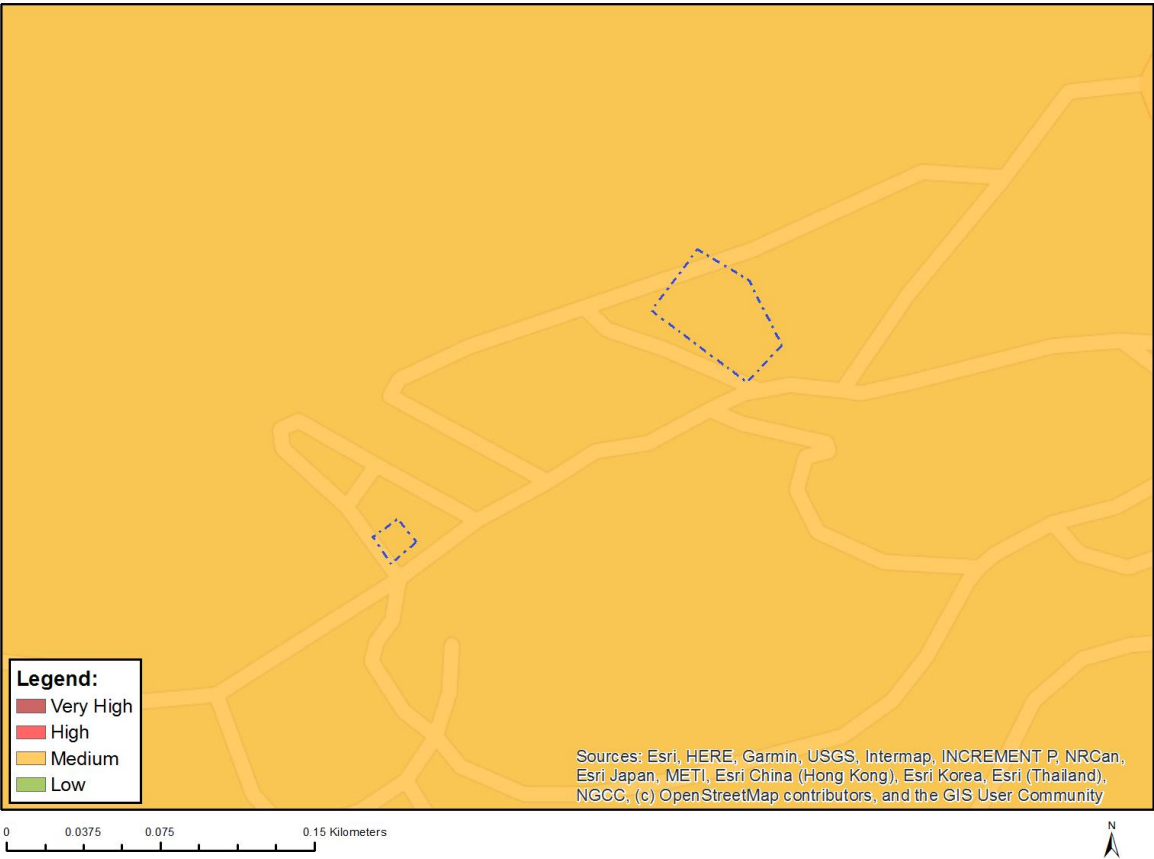 Legend:
Very High
High
Medium
Low
Sources: Esri, HERE, Garmin, USGS, Intermap, INCREMENT P, NRCan,
Esri Japan, METI, Esri China (Hong Kong), Esri Korea, Esri (Thailand),
NGCC, (c) OpenStreetMap contributors, and the GIS User Community
0 0.0375 0.075 0.15 Kilometers
N